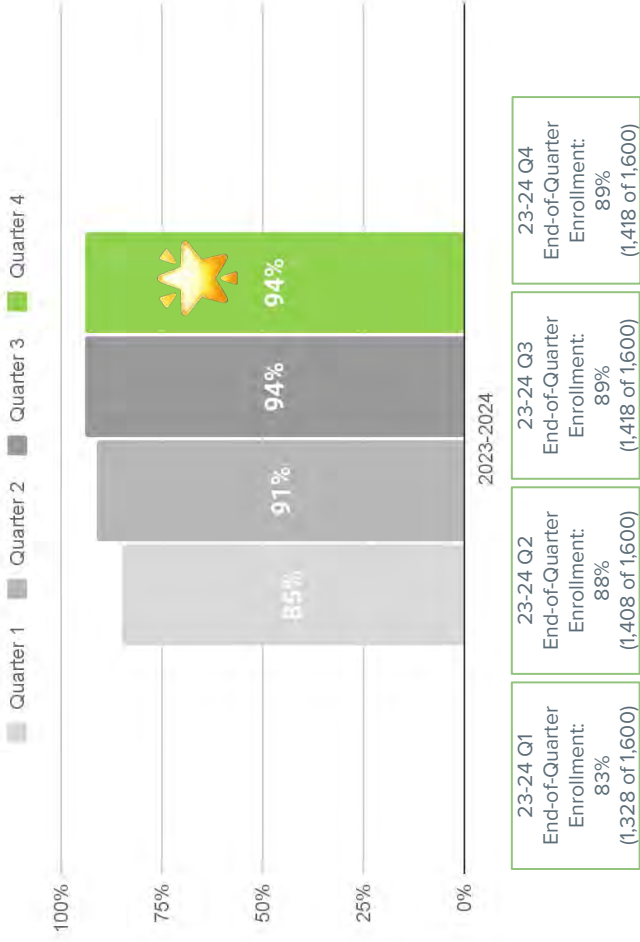 Quarter 1
Quarter 2
Quarter 3
Quarter 4
100%
75%
50%
25%
0%
85%
91%
94%
94%
2023-2024
23-24 Q1
End-of-Quarter
Enrollment:
83%
(1,328 of 1,600)
23-24 Q2
End-of-Quarter
Enrollment:
88%
(1,408 of 1,600)
23-24 Q3
End-of-Quarter
Enrollment:
89%
(1,418 of 1,600)
23-24 Q4
End-of-Quarter
Enrollment:
89%
(1,418 of 1,600)